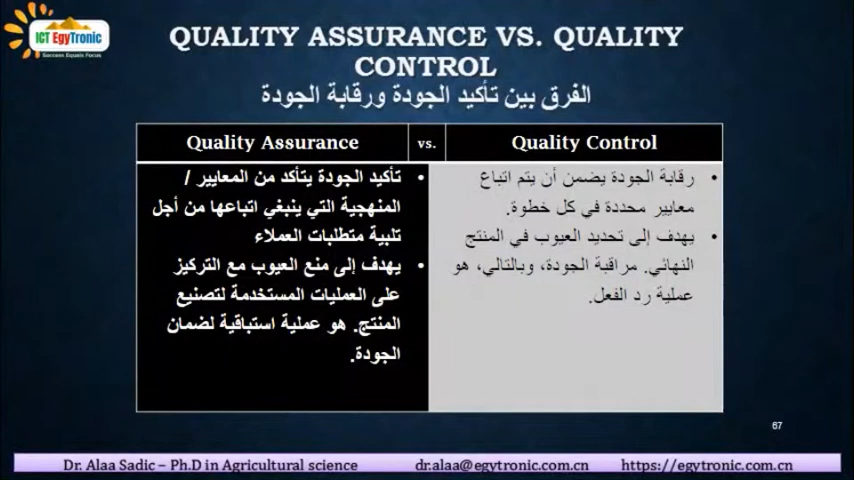 ICT EgyTronic
Success Equals Focus
QUALITY ASSURANCE VS. QUALITY
CONTROL
الفرق بين تأكيد الجودة ورقابة الجودة
Quality Assurance
vs.
Quality Control
• تأكيد الجودة يتأكد من المعايير /
المنهجية التي ينبغي اتباعها من أجل
تلبية متطلبات العملاء
• يهدف إلى منع العيوب مع التركيز
على العمليات المستخدمة لتصنيع
المنتج. هو عملية استباقية لضمان
الجودة.
• رقابة الجودة يضمن أن يتم اتباع
معايير محددة في كل خطوة.
• يهدف إلى تحديد العيوب في المنتج
النهائي. مراقبة الجودة، وبالتالي، هو
عملية رد الفعل.
67
Dr. Alaa Sadic – Ph.D in Agricultural science
dr.alaa@egytronic.com.cn
https://egytronic.com.cn